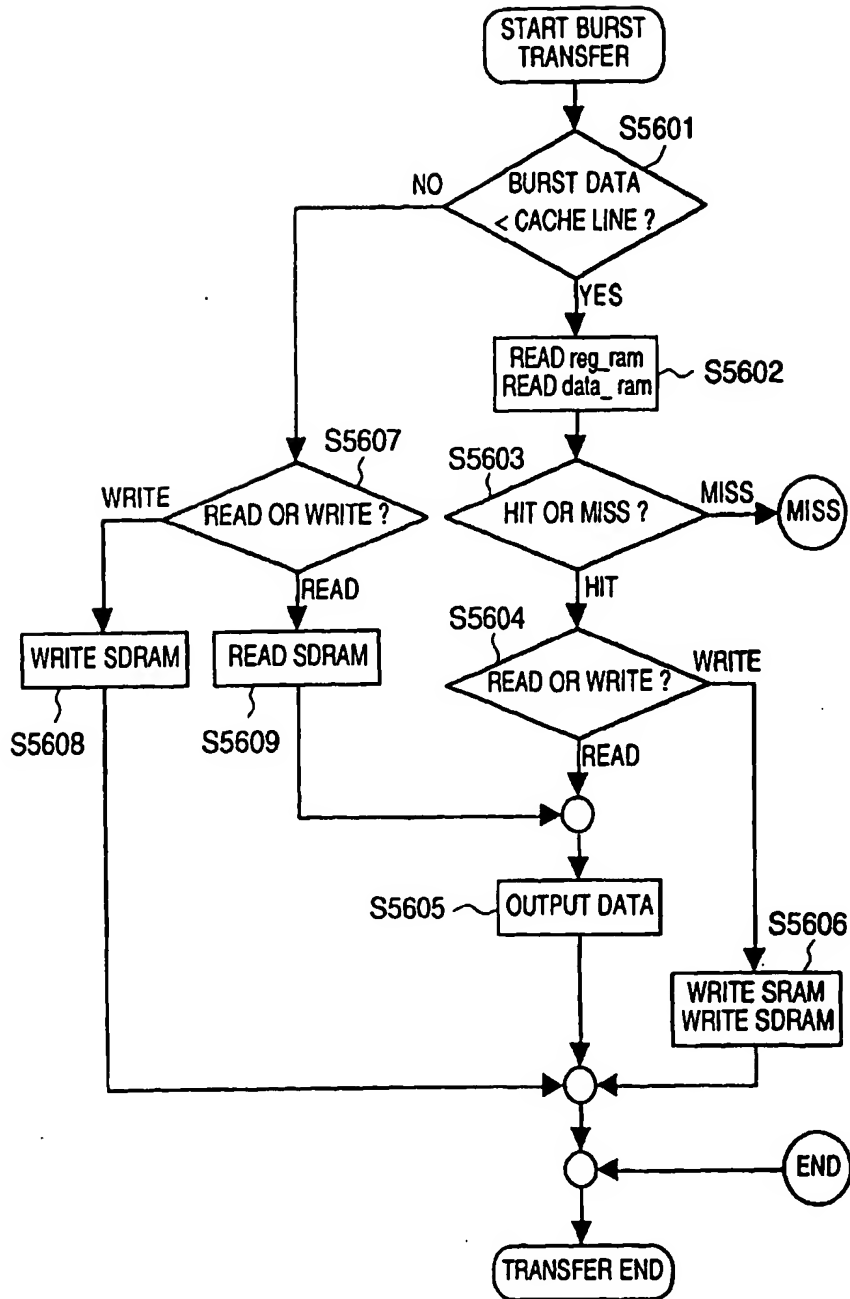 START BURST
TRANSFER
S5601
BURST DATA
< CACHE LINE ?
NO
YES
READ reg_ram
READ data_ ram
S5602
S5607
S5603
WRITE
READ OR WRITE ?
HIT OR MISS ?
MISS
MISS
READ
HIT
S5604
WRITE SDRAM
READ SDRAM
READ OR WRITE ?
WRITE
S5608
S5609
READ
S5605
OUTPUT DATA
S5606
WRITE SRAM
WRITE SDRAM
END
TRANSFER END